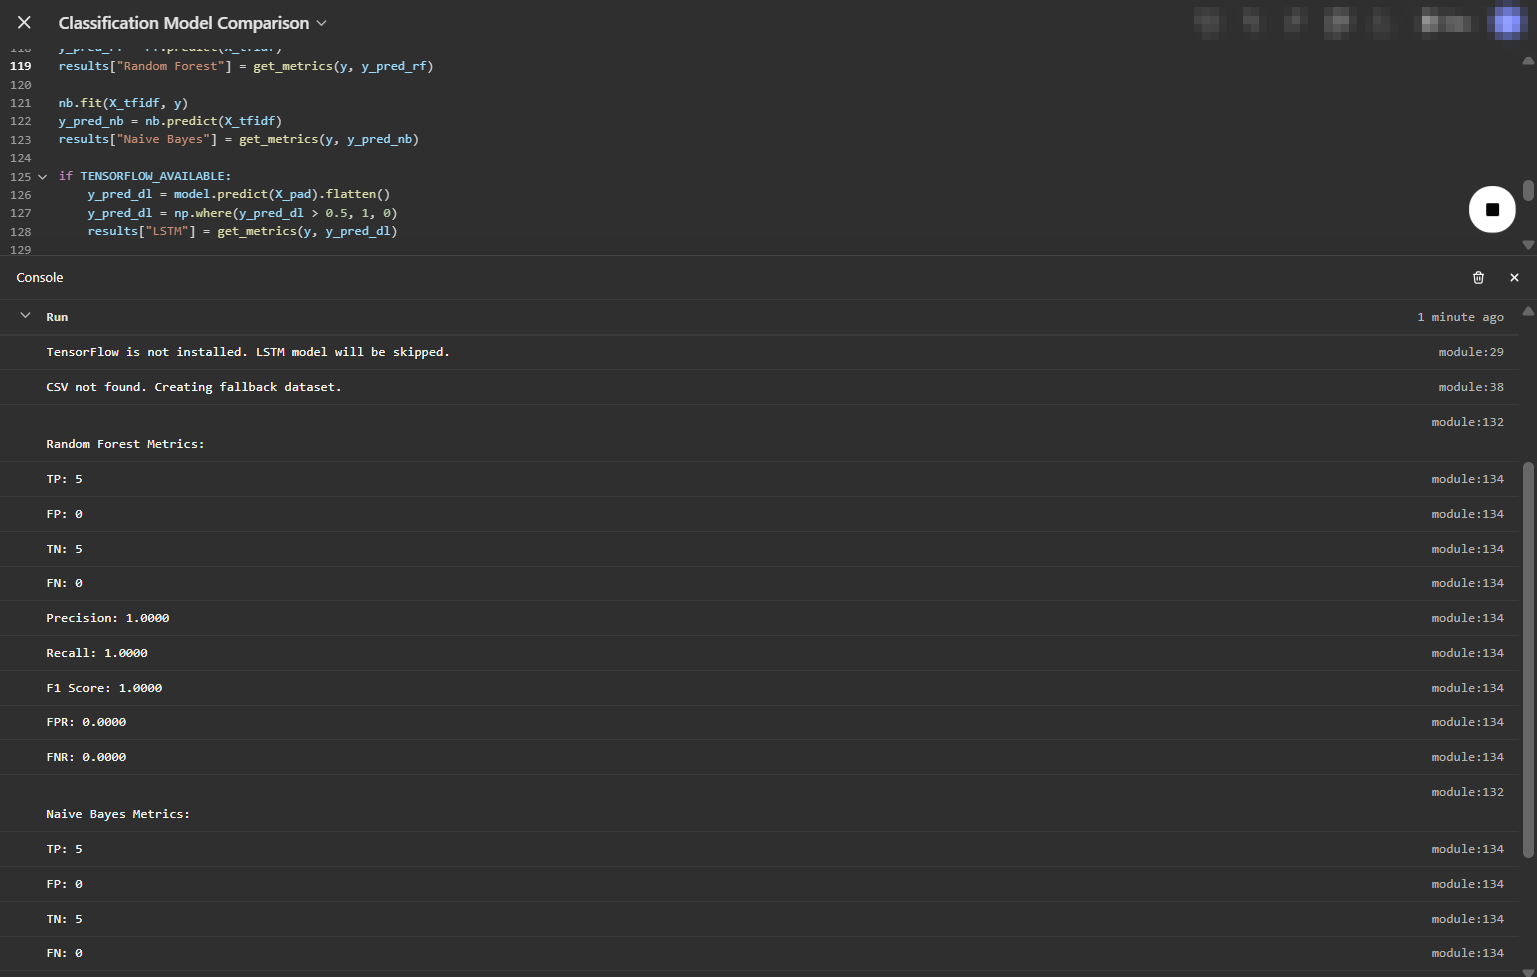 Classification Model Comparison
119 results["Random Forest"] = get_metrics(y, y_pred_rf)
120
121 nb.fit(X_tfidf, y)
122 y_pred_nb = nb.predict(X_tfidf)
123 results["Naive Bayes"] = get_metrics(y, y_pred_nb)
124
125 if TENSORFLOW_AVAILABLE:
126 y_pred_dl = model.predict(X_pad).flatten()
127 y_pred_dl = np.where(y_pred_dl > 0.5, 1, 0)
128 results["LSTM"] = get_metrics(y, y_pred_dl)
129
Console
Run 1 minute ago
TensorFlow is not installed. LSTM model will be skipped. module:29
CSV not found. Creating fallback dataset. module:38
module:132
Random Forest Metrics:
TP: 5 module:134
FP: 0 module:134
TN: 5 module:134
FN: 0 module:134
Precision: 1.0000 module:134
Recall: 1.0000 module:134
F1 Score: 1.0000 module:134
FPR: 0.0000 module:134
FNR: 0.0000 module:134
module:132
Naive Bayes Metrics:
TP: 5 module:134
FP: 0 module:134
TN: 5 module:134
FN: 0 module:134